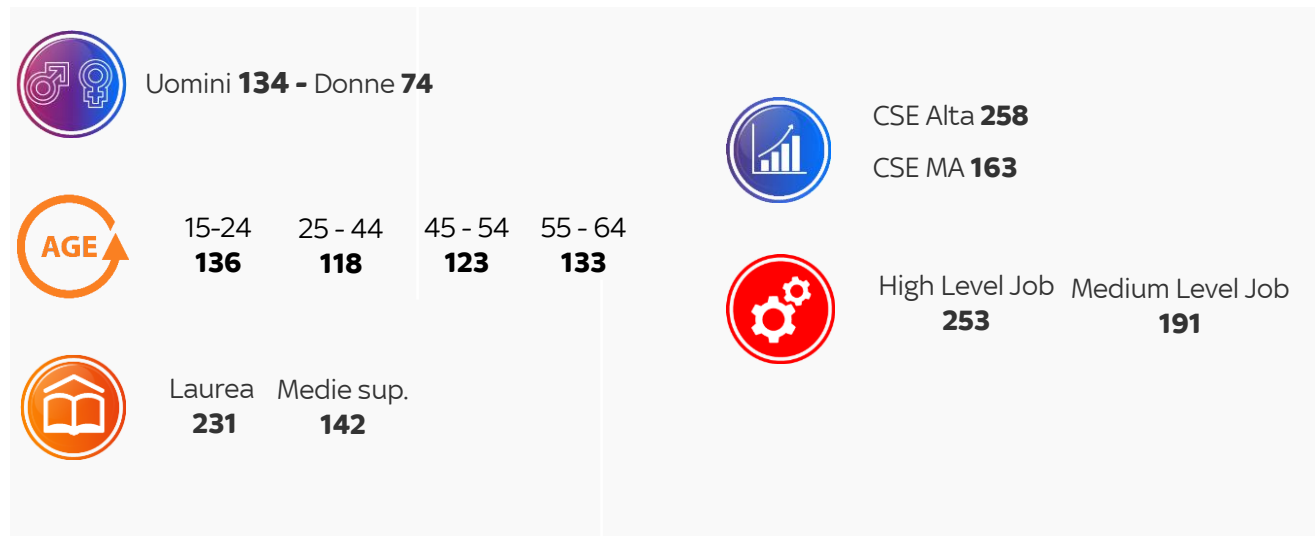 Uomini 134 - Donne 74
AGE
15-24 25 - 44 45 - 54 55 - 64
136 118 123 133
Laurea Medie sup.
231 142
CSE Alta 258
CSE MA 163
High Level Job Medium Level Job
253 191